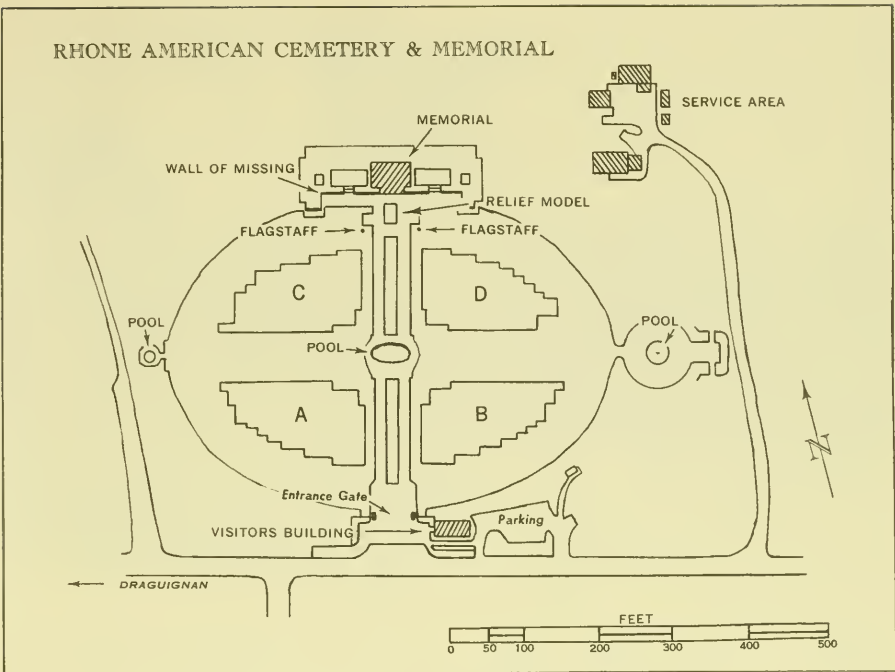 RHONE AMERICAN CEMETERY & MEMORIAL
SERVICE AREA
MEMORIAL
WALL OF MISSING
RELIEF MODEL
FLAGSTAFF
FLAGSTAFF
C
D
POOL
POOL
POOL
A
B
N
Entrance Gate
Parking
VISITORS BUILDING
DRAGUIGNAN
FEET
0 50 100 200 300 400 500